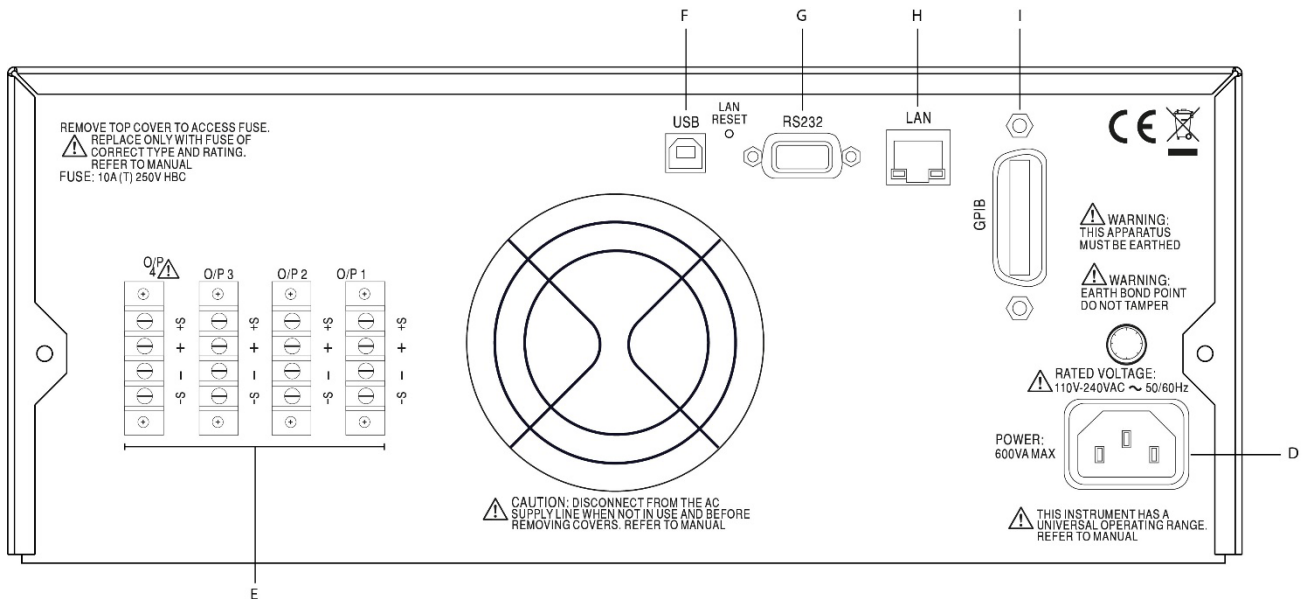 F G H I
REMOVE TOP COVER TO ACCESS FUSE.
REPLACE ONLY WITH FUSE OF
CORRECT TYPE AND RATING.
REFER TO MANUAL
FUSE: 10A (T) 250V HBC
USB
LAN
RESET
RS232
LAN
GPIB
CE
WARNING:
THIS APPARATUS
MUST BE EARTHED
WARNING:
EARTH BOND POINT
DO NOT TAMPER
RATED VOLTAGE:
110V-240VAC ~ 50/60Hz
POWER:
600VA MAX
D
THIS INSTRUMENT HAS A
UNIVERSAL OPERATING RANGE.
REFER TO MANUAL
O/P
4
O/P 3
O/P 2
O/P 1
+S +S +S +S
+ + + +
- - - -
-S -S -S -S
E
CAUTION: DISCONNECT FROM THE AC
SUPPLY LINE WHEN NOT IN USE AND BEFORE
REMOVING COVERS. REFER TO MANUAL